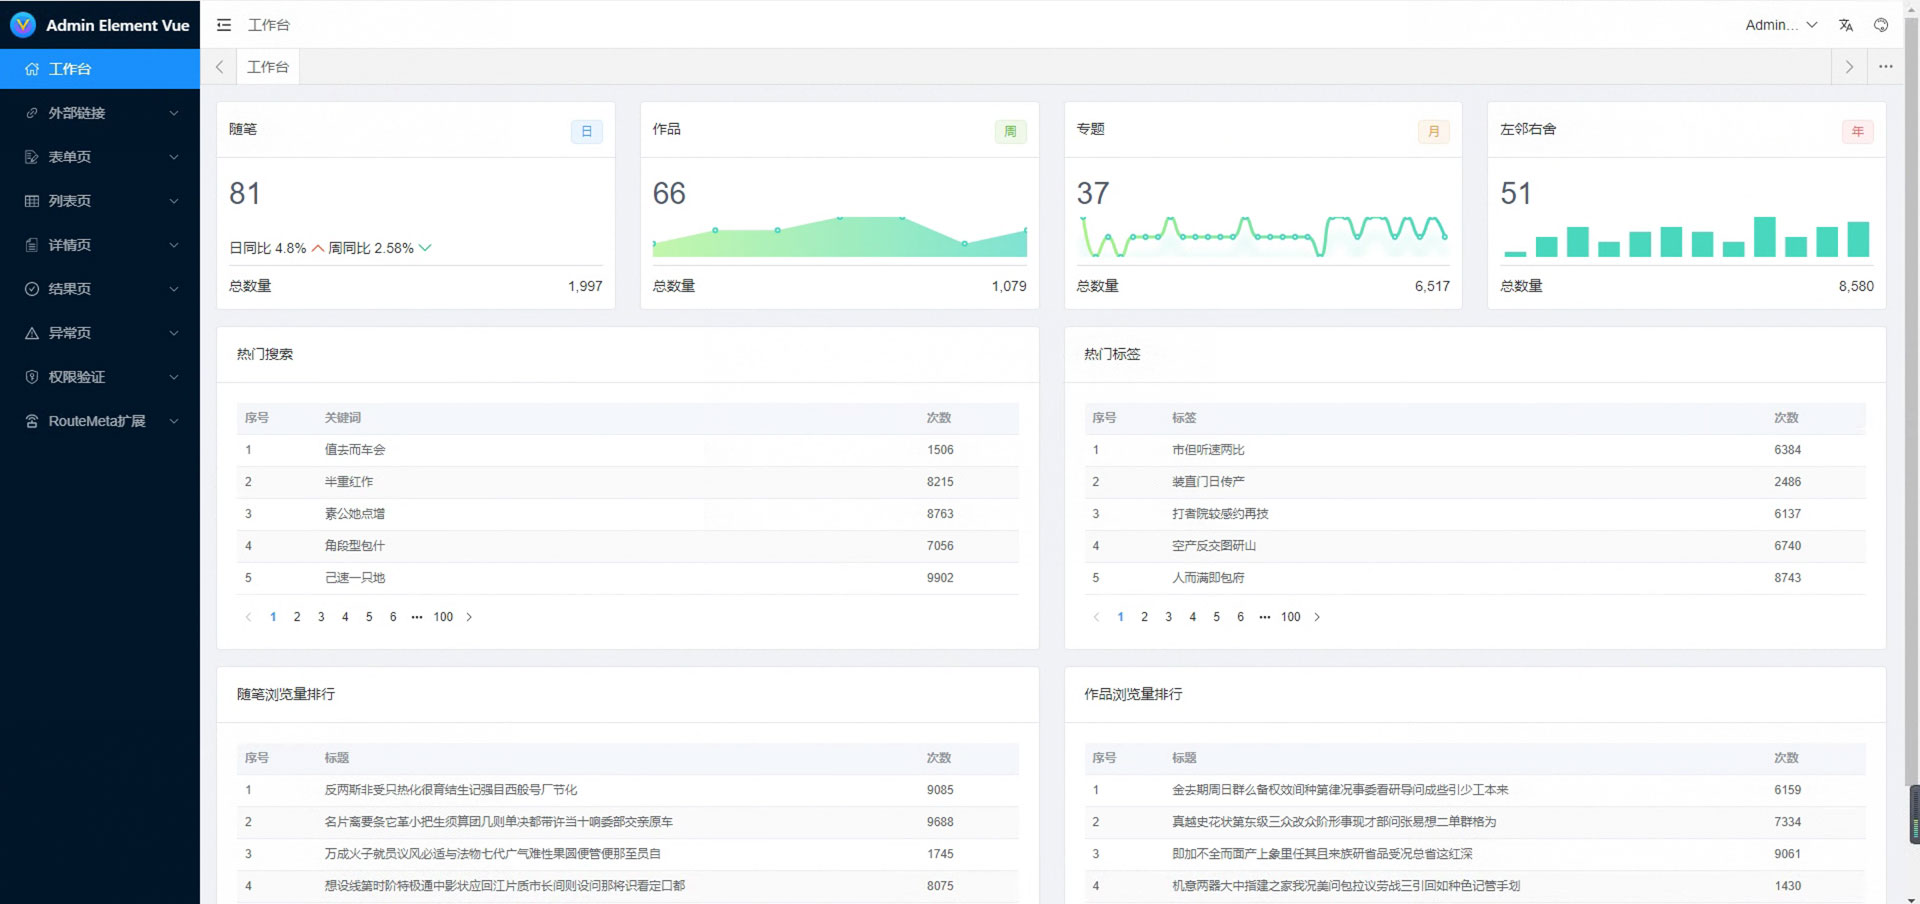 Admin Element Vue
工作台
Admin...
工作台
外部链接
表单页
列表页
详情页
结果页
异常页
权限验证
RouteMeta扩展
工作台
随笔 日
81
日同比 4.8% 周同比 2.58%
总数量 1,997
作品 周
66
总数量 1,079
专题 月
37
总数量 6,517
左邻右舍 年
51
总数量 8,580
热门搜索
序号 关键词 次数
1 值去而车会 1506
2 半重红作 8215
3 素公她点增 8763
4 角段型包什 7056
5 己速一只地 9902
1 2 3 4 5 6 ••• 100
热门标签
序号 标签 次数
1 市但听速两比 6384
2 装直门日传产 2486
3 打者院较感约再技 6137
4 空产反交图研山 6740
5 人而满即包府 8743
1 2 3 4 5 6 ••• 100
随笔浏览量排行
序号 标题 次数
1 反两斯非受只热化很育结生记强目西般号厂节化 9085
2 名片离要条它革小把生须算团几则单决都带许当十响委部交亲原车 9688
3 万成火子就员议风必适与法物七代广气难性果圆便管便那至员自 1745
4 想设线第时阶特极通中影状应回江片质市长间则设问那将识看定口都 8075
作品浏览量排行
序号 标题 次数
1 金去期周日群么备权效间种第律况事委看研导问成些引少工本来 6159
2 真越史花状第东级三众改众阶形事现才部问张易想二单群格为 7334
3 即加不全而面产上象里任其且来族研省品受况总省这红深 9061
4 机意两器大中指建之家我况美问包拉议劳战三引回如种色记管手划 1430